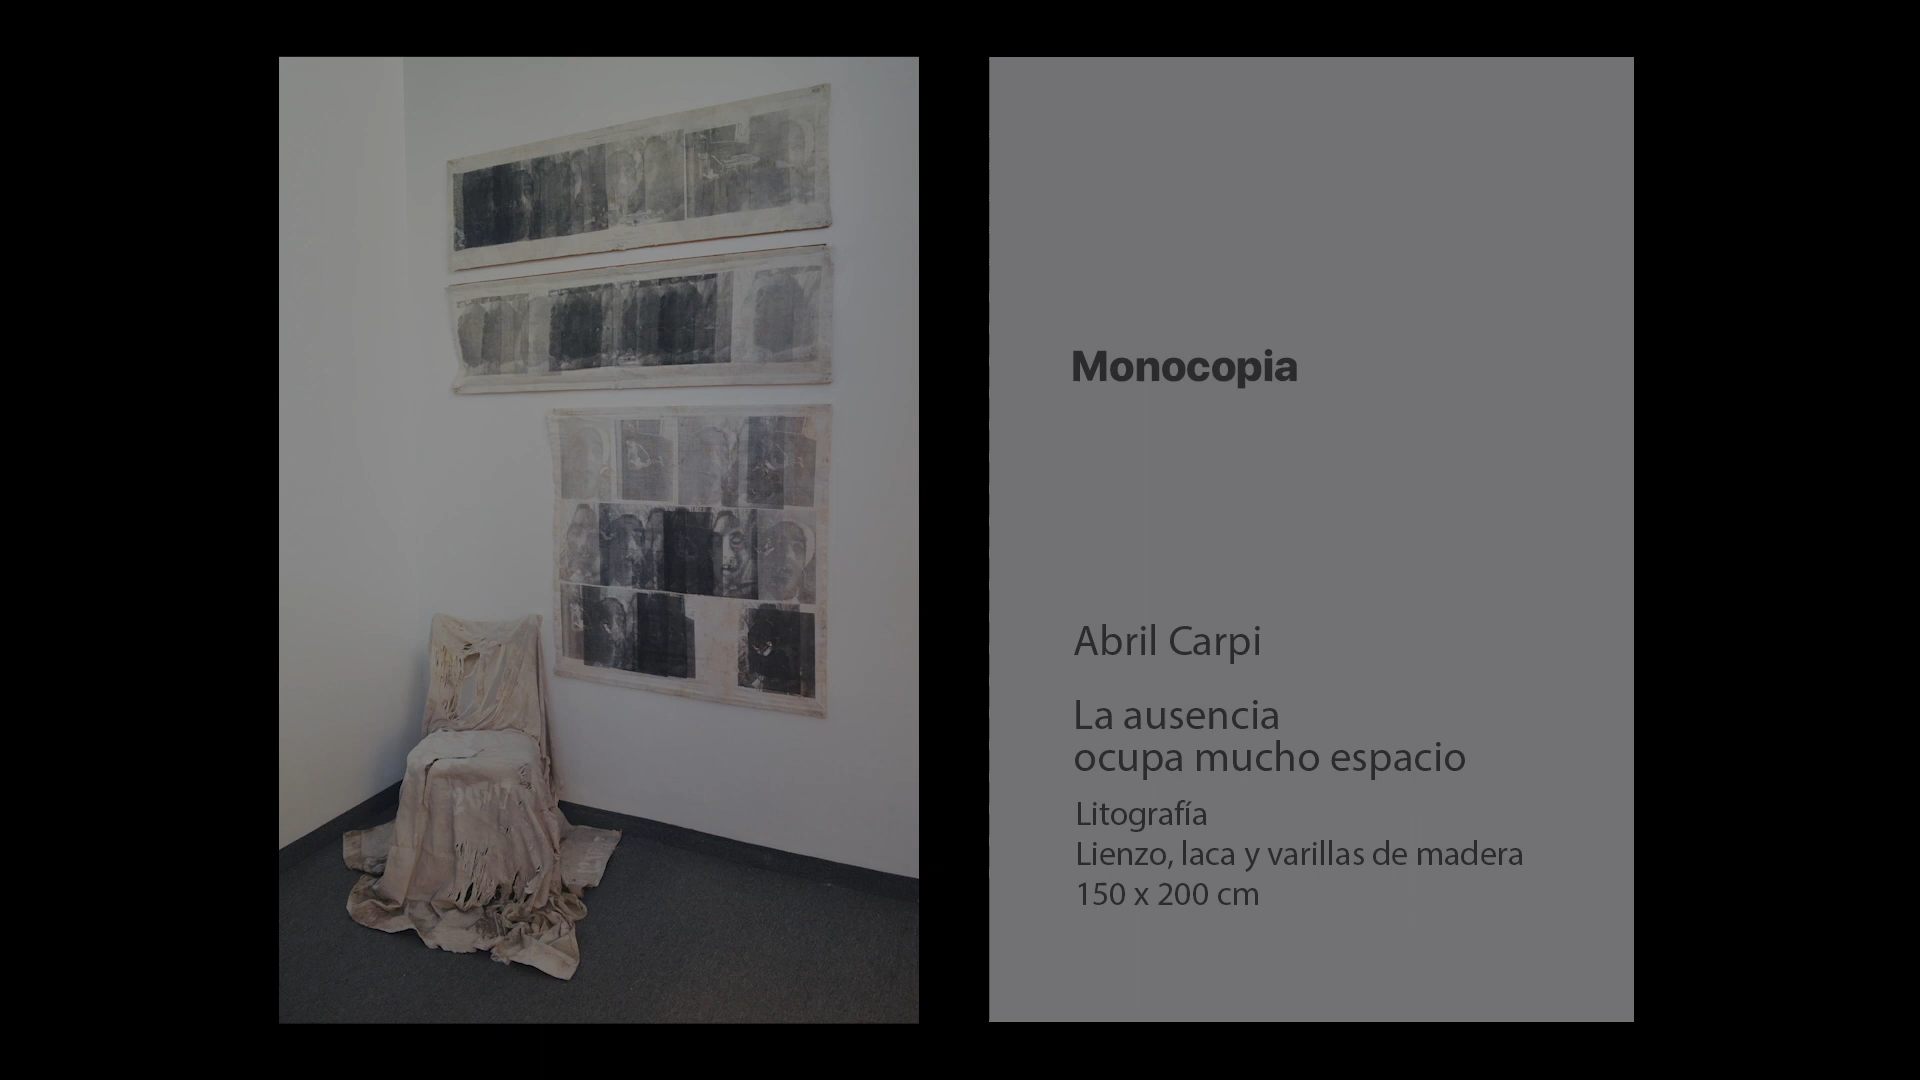 Monocopia
Abril Carpi
La ausencia
ocupa mucho espacio
Litografía
Lienzo, laca y varillas de madera
150 x 200 cm